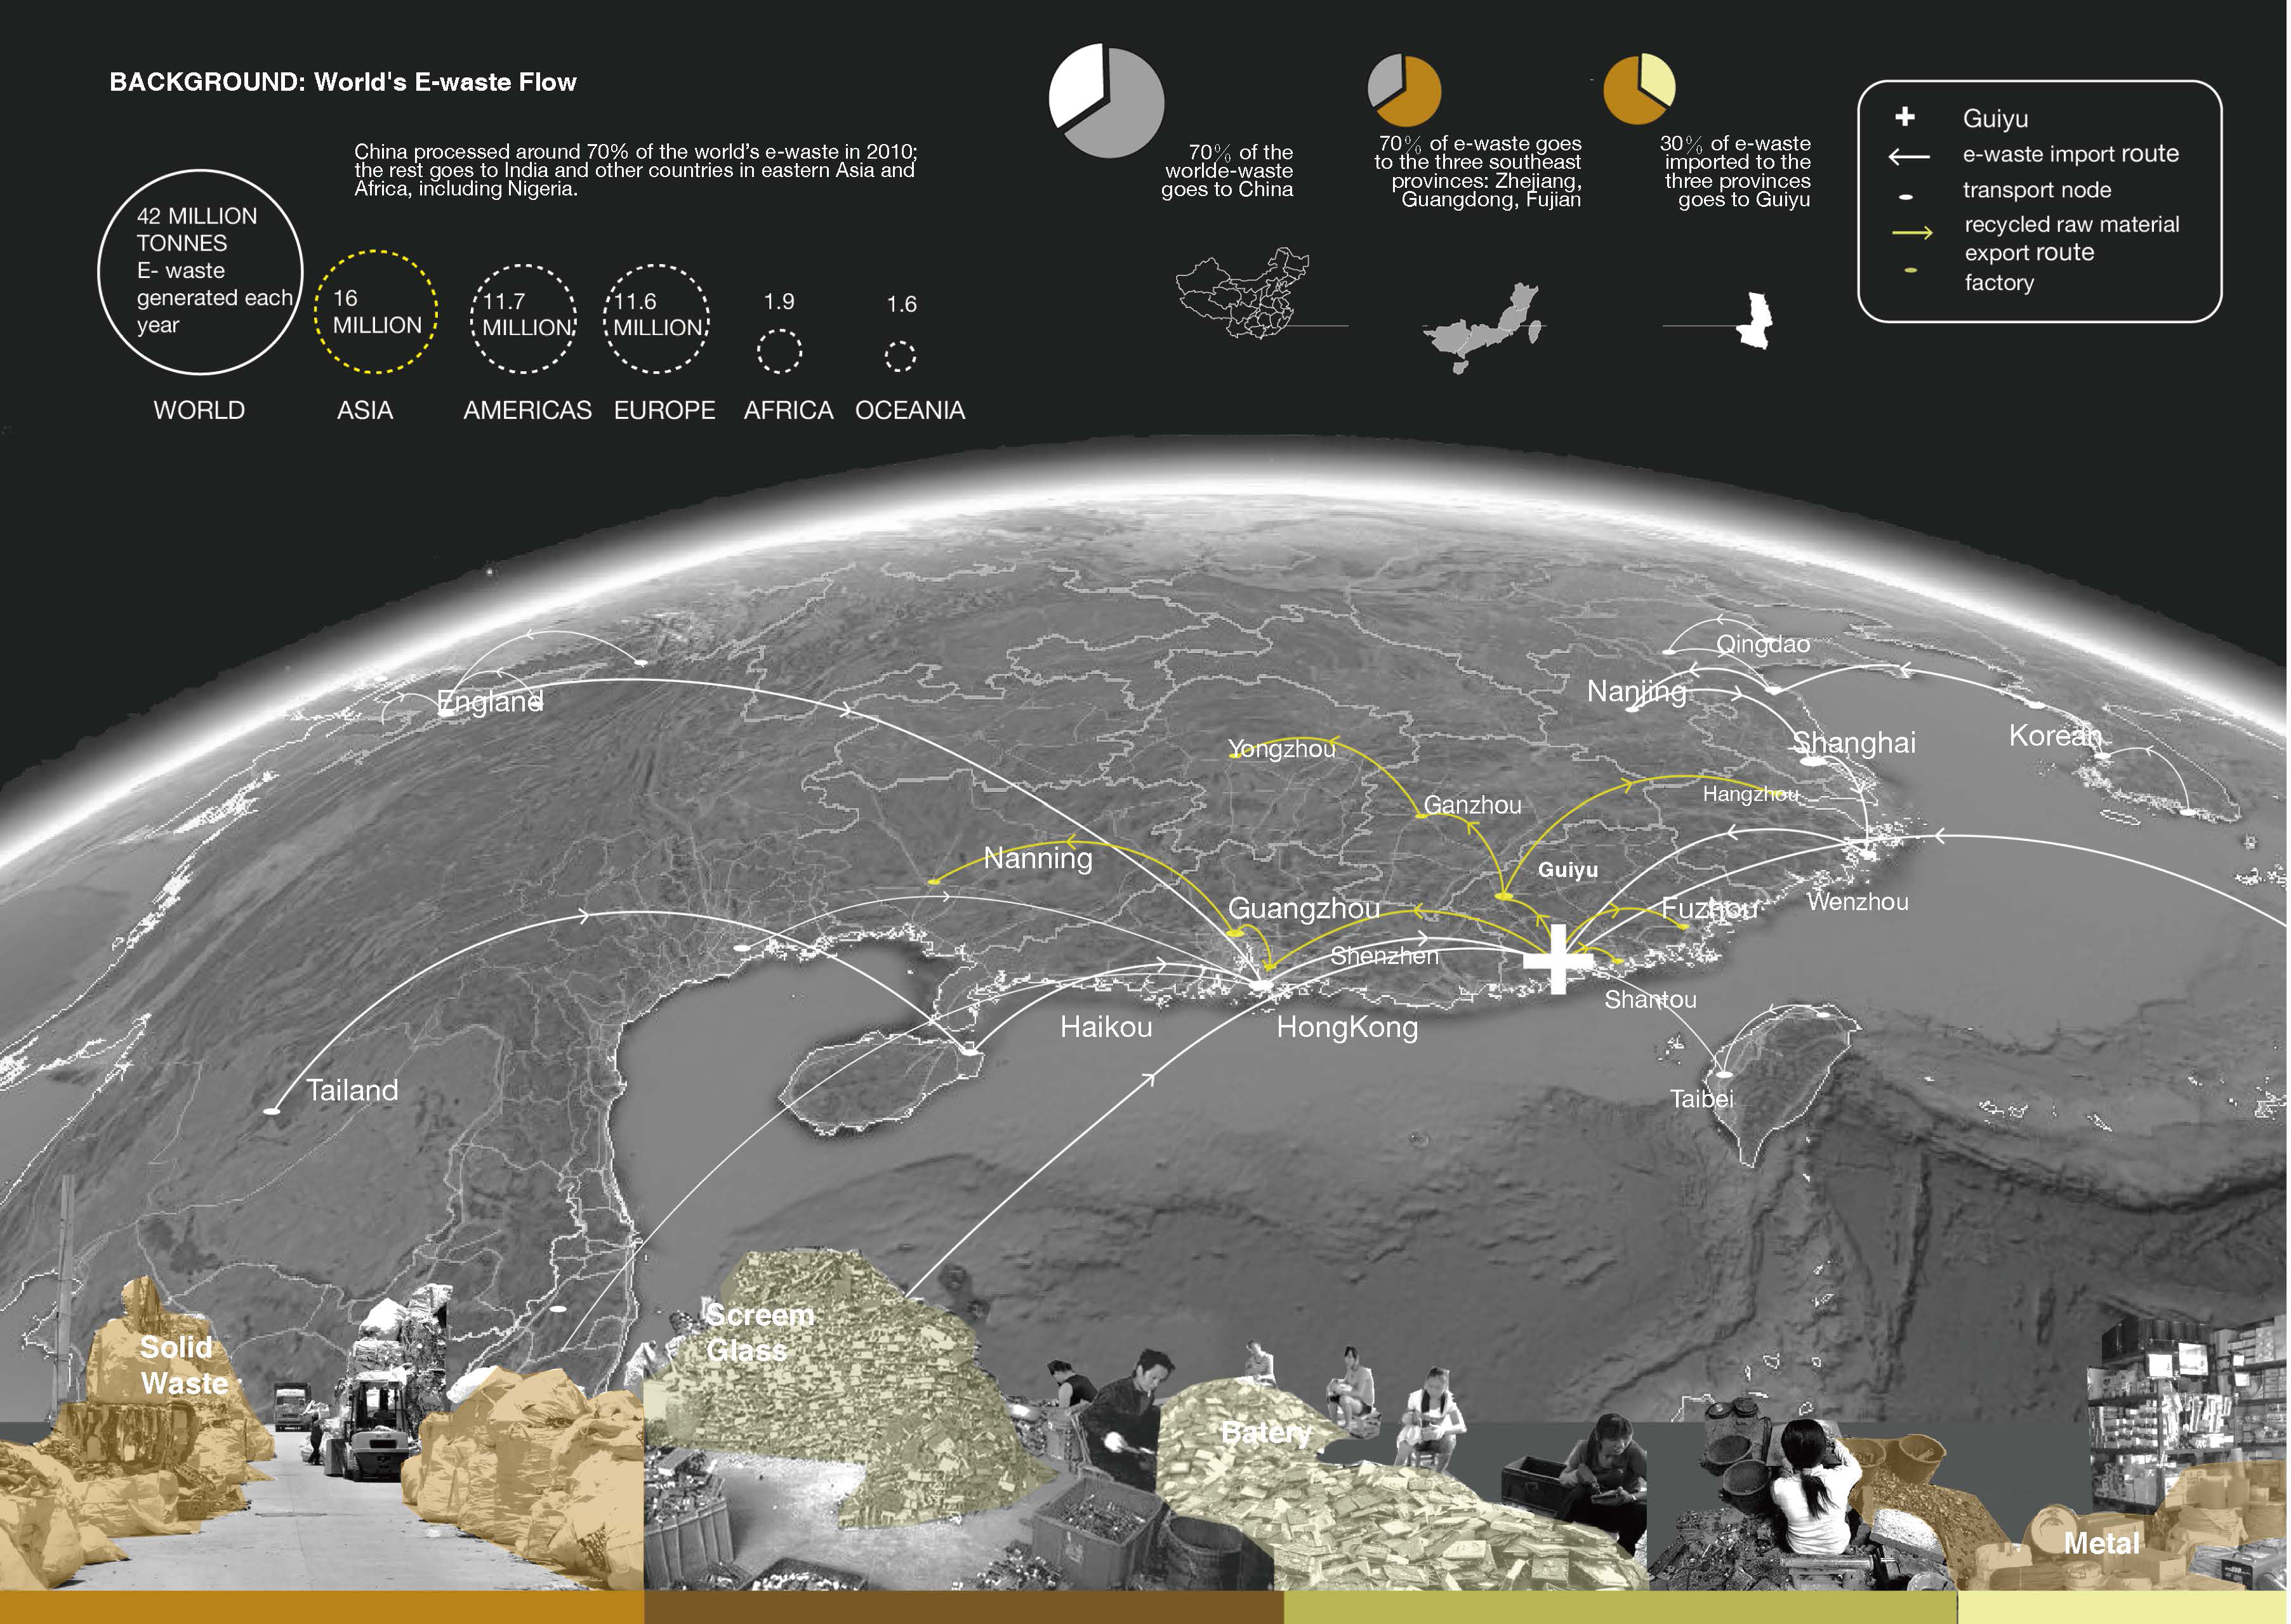 BACKGROUND: World's E-waste Flow
China processed around 70% of the world's e-waste in 2010;
the rest goes to India and other countries in eastern Asia and
Africa, including Nigeria.
42 MILLION
TONNES
E- waste
generated each
year
WORLD
16
MILLION
ASIA
11.7
MILLION
AMERICAS
11.6
MILLION
EUROPE
1.9
AFRICA
1.6
OCEANIA
70% of the
worlde-waste
goes to China
70% of e-waste goes
to the three southeast
provinces: Zhejiang,
Guangdong, Fujian
30% of e-waste
imported to the
three provinces
goes to Guiyu
Guiyu
e-waste import route
transport node
recycled raw material
export route
factory
Qingdao
England
Nanjing
Korean
Shanghai
Yongzhou
Hangzhou
Ganzhou
Nanning
Guiyu
Guangzhou
Fuzhou
Wenzhou
Shenzhen
Shantou
Haikou
HongKong
Tailand
Taibei
Screem
Glass
Solid
Waste
Batery
Metal